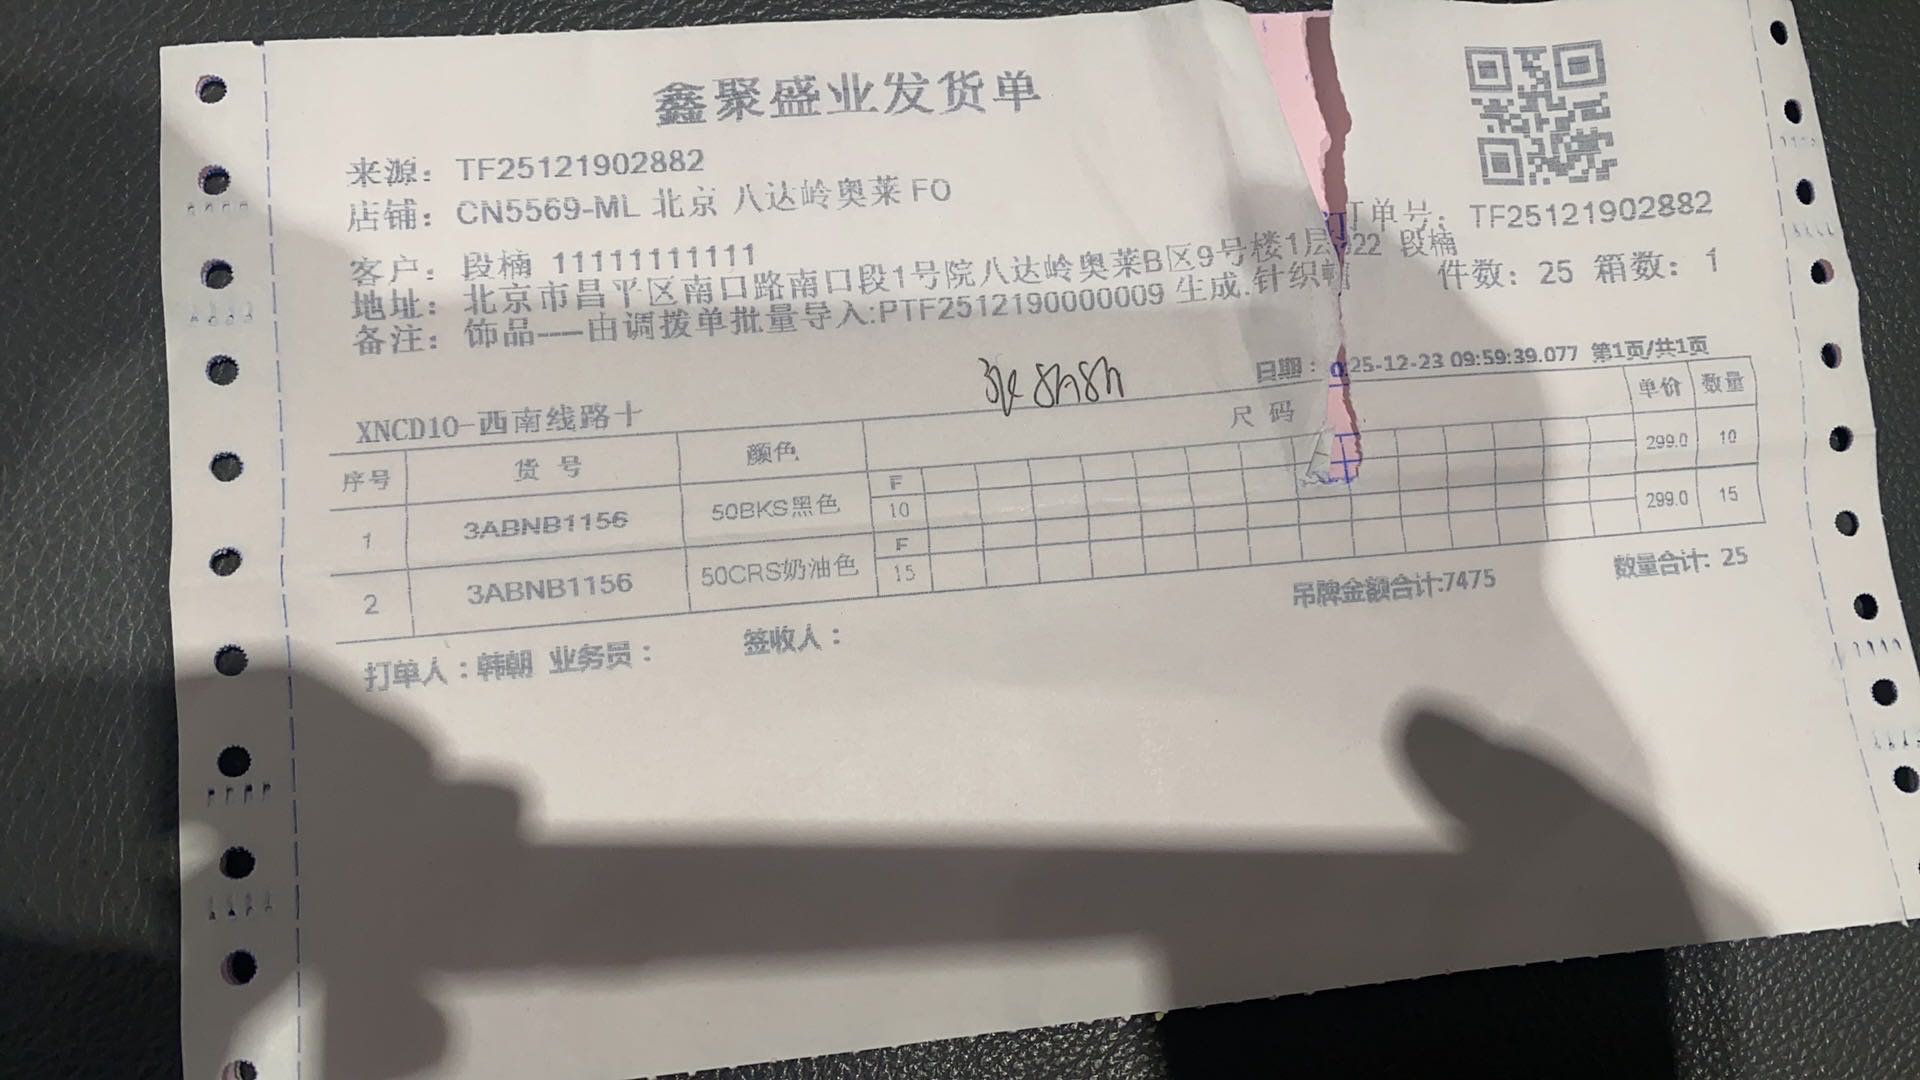 鑫聚盛业发货单
来源: TF25121902882
店铺: CN5569-ML 北京 八达岭奥莱 FO
订单号: TF25121902882
客户: 段楠 11111111111
地址: 北京市昌平区南口路南口段1号院八达岭奥莱B区9号楼1层 22 段楠
件数: 25 箱数: 1
备注: 饰品---由调拨单批量导入:PTF2512190000009 生成.针织
日期: 25-12-23 09:59:39.077 第1页/共1页
XNCD10-西南线路十
序号 货号 颜色 尺码 单价 数量
1 3ABNB1156 50BKS黑色 F 10 299.0 10
2 3ABNB1156 50CRS奶油色 F 15 299.0 15
吊牌金额合计:7475 数量合计: 25
打单人:韩朝 业务员: 签收人: